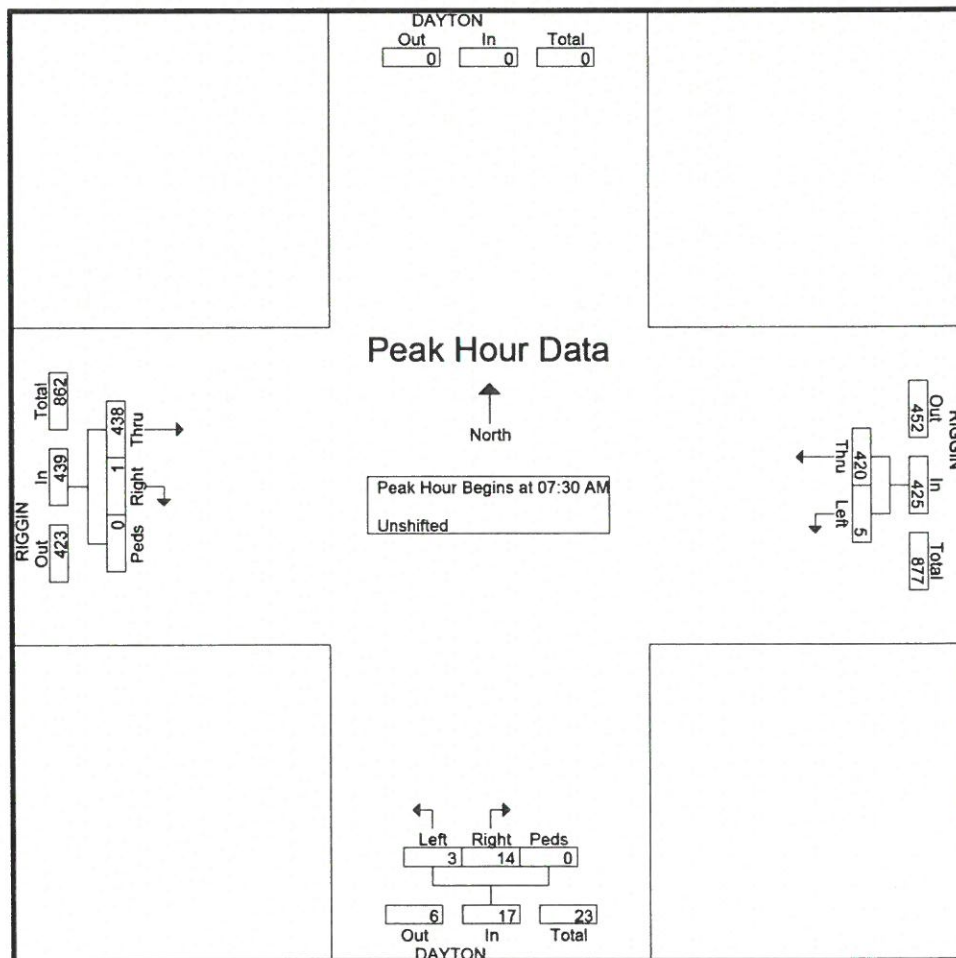 DAYTON
Out In Total
0 0 0
Peak Hour Data
North
Peak Hour Begins at 07:30 AM
Unshifted
RIGGIN
Out In Total
423 439 862
Thru Right Peds
438 1 0
RIGGIN
Out In Total
452 425 877
Thru Left
420 5
Left Right Peds
3 14 0
6 17 23
Out In Total
DAYTON